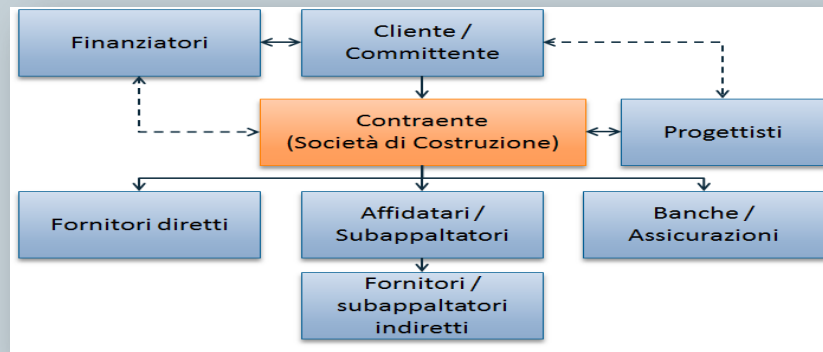 Finanziatori
Cliente /
Committente
Contraente
(Società di Costruzione)
Progettisti
Fornitori diretti
Affidatari /
Subappaltatori
Banche /
Assicurazioni
Fornitori /
subappaltatori
indiretti